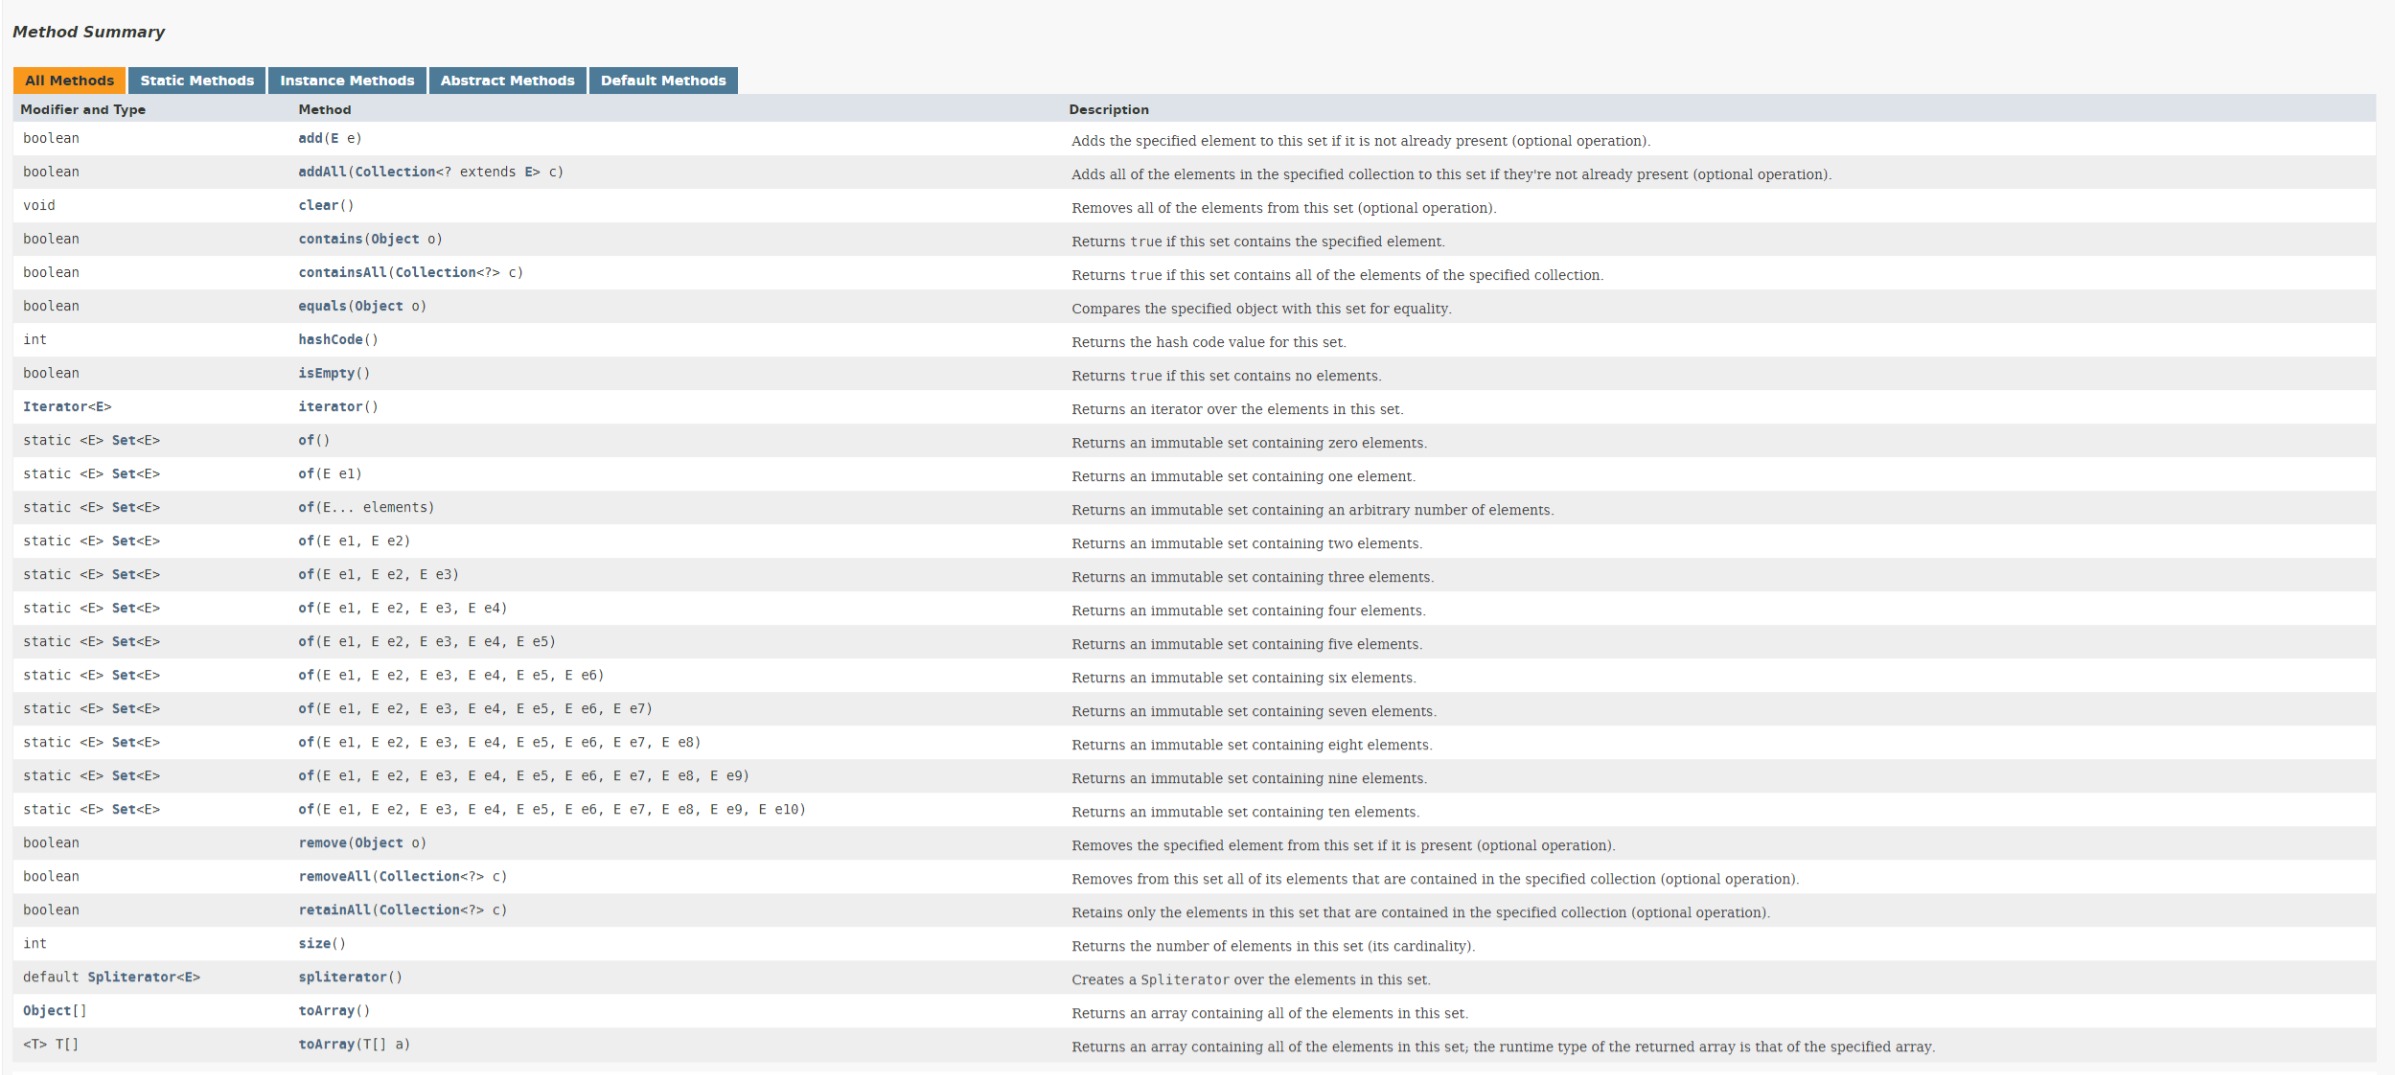 Method Summary
All Methods Static Methods Instance Methods Abstract Methods Default Methods
Modifier and Type Method Description
boolean add(E e) Adds the specified element to this set if it is not already present (optional operation).
boolean addAll(Collection<? extends E> c) Adds all of the elements in the specified collection to this set if they're not already present (optional operation).
void clear() Removes all of the elements from this set (optional operation).
boolean contains(Object o) Returns true if this set contains the specified element.
boolean containsAll(Collection<?> c) Returns true if this set contains all of the elements of the specified collection.
boolean equals(Object o) Compares the specified object with this set for equality.
int hashCode() Returns the hash code value for this set.
boolean isEmpty() Returns true if this set contains no elements.
Iterator<E> iterator() Returns an iterator over the elements in this set.
static <E> Set<E> of() Returns an immutable set containing zero elements.
static <E> Set<E> of(E e1) Returns an immutable set containing one element.
static <E> Set<E> of(E... elements) Returns an immutable set containing an arbitrary number of elements.
static <E> Set<E> of(E e1, E e2) Returns an immutable set containing two elements.
static <E> Set<E> of(E e1, E e2, E e3) Returns an immutable set containing three elements.
static <E> Set<E> of(E e1, E e2, E e3, E e4) Returns an immutable set containing four elements.
static <E> Set<E> of(E e1, E e2, E e3, E e4, E e5) Returns an immutable set containing five elements.
static <E> Set<E> of(E e1, E e2, E e3, E e4, E e5, E e6) Returns an immutable set containing six elements.
static <E> Set<E> of(E e1, E e2, E e3, E e4, E e5, E e6, E e7) Returns an immutable set containing seven elements.
static <E> Set<E> of(E e1, E e2, E e3, E e4, E e5, E e6, E e7, E e8) Returns an immutable set containing eight elements.
static <E> Set<E> of(E e1, E e2, E e3, E e4, E e5, E e6, E e7, E e8, E e9) Returns an immutable set containing nine elements.
static <E> Set<E> of(E e1, E e2, E e3, E e4, E e5, E e6, E e7, E e8, E e9, E e10) Returns an immutable set containing ten elements.
boolean remove(Object o) Removes the specified element from this set if it is present (optional operation).
boolean removeAll(Collection<?> c) Removes from this set all of its elements that are contained in the specified collection (optional operation).
boolean retainAll(Collection<?> c) Retains only the elements in this set that are contained in the specified collection (optional operation).
int size() Returns the number of elements in this set (its cardinality).
default Spliterator<E> spliterator() Creates a Spliterator over the elements in this set.
Object[] toArray() Returns an array containing all of the elements in this set.
<T> T[] toArray(T[] a) Returns an array containing all of the elements in this set; the runtime type of the returned array is that of the specified array.